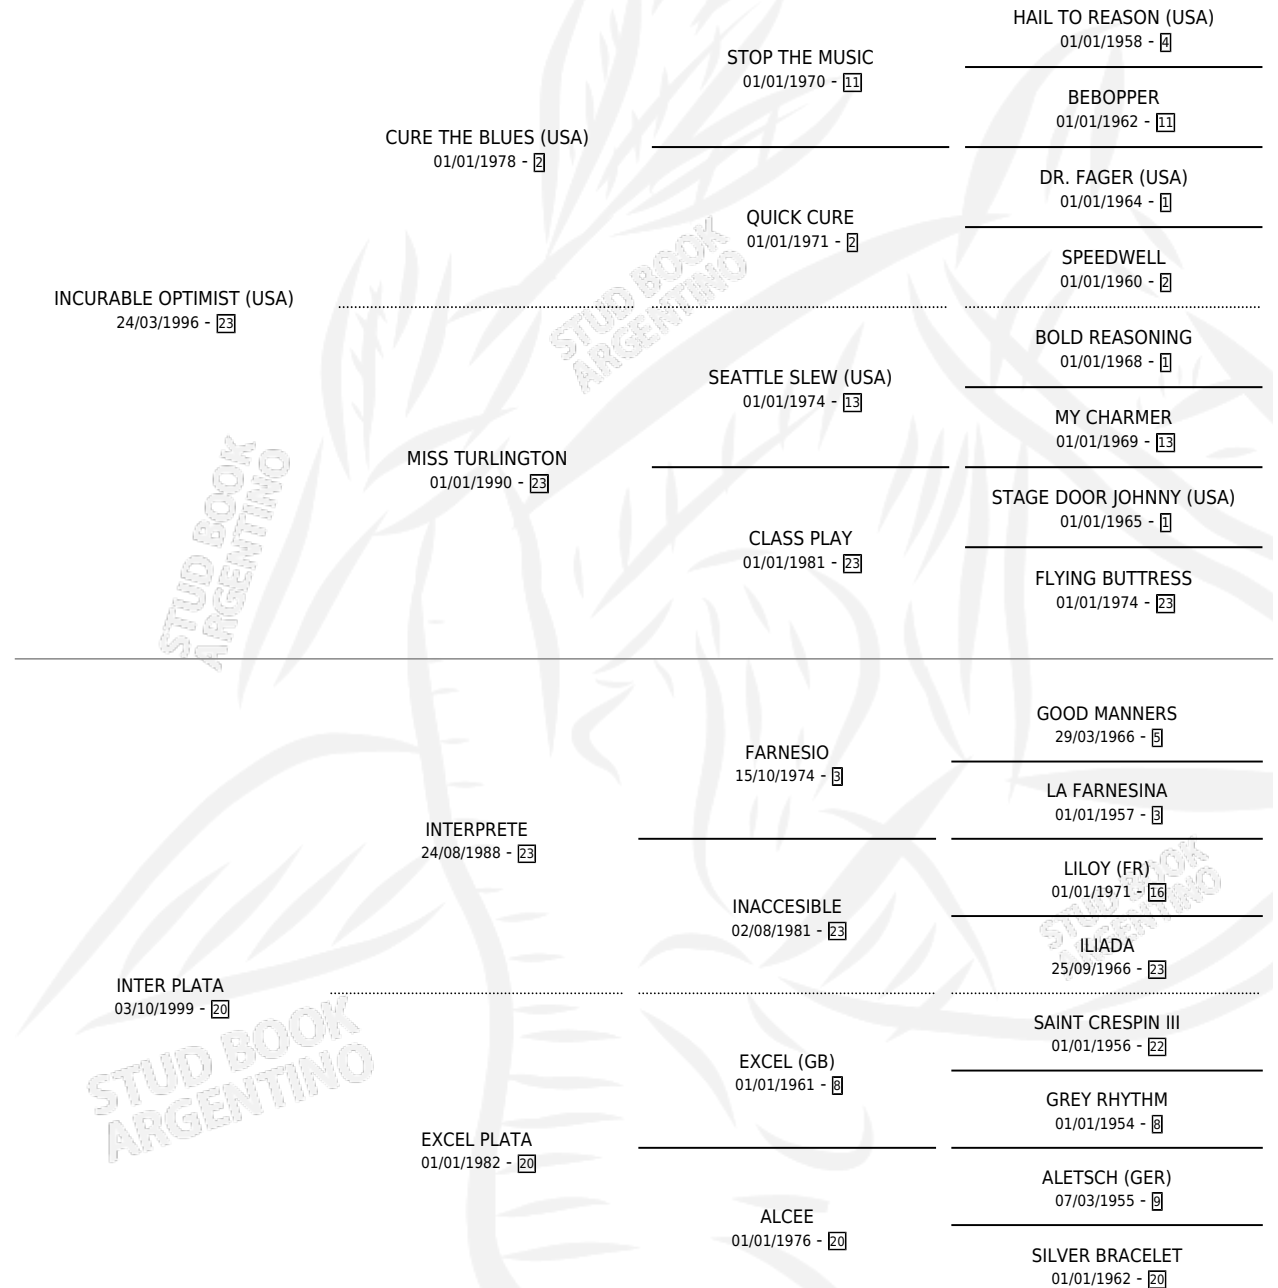 HAIL TO REASON (USA)
01/01/1958 - 4
STOP THE MUSIC
01/01/1970 - 11
BEBOPPER
01/01/1962 - 11
CURE THE BLUES (USA)
01/01/1978 - 2
DR. FAGER (USA)
01/01/1964 - 1
QUICK CURE
01/01/1971 - 2
SPEEDWELL
01/01/1960 - 2
INCURABLE OPTIMIST (USA)
24/03/1996 - 23
BOLD REASONING
01/01/1968 - 1
SEATTLE SLEW (USA)
01/01/1974 - 13
MY CHARMER
01/01/1969 - 13
MISS TURLINGTON
01/01/1990 - 23
STAGE DOOR JOHNNY (USA)
01/01/1965 - 1
CLASS PLAY
01/01/1981 - 23
FLYING BUTTRESS
01/01/1974 - 23
GOOD MANNERS
29/03/1966 - 5
FARNESIO
15/10/1974 - 3
LA FARNESINA
01/01/1957 - 3
INTERPRETE
24/08/1988 - 23
LILOY (FR)
01/01/1971 - 16
INACCESIBLE
02/08/1981 - 23
ILIADA
25/09/1966 - 23
INTER PLATA
03/10/1999 - 20
SAINT CRESPIN III
01/01/1956 - 22
EXCEL (GB)
01/01/1961 - 8
GREY RHYTHM
01/01/1954 - 8
EXCEL PLATA
01/01/1982 - 20
ALETSCH (GER)
07/03/1955 - 9
ALCEE
01/01/1976 - 20
SILVER BRACELET
01/01/1962 - 20
STUD BOOK
ARGENTINO
STUD BOOK
ARGENTINO
STUD BOOK
ARGENTINO
STUD BOOK
ARGENTINO